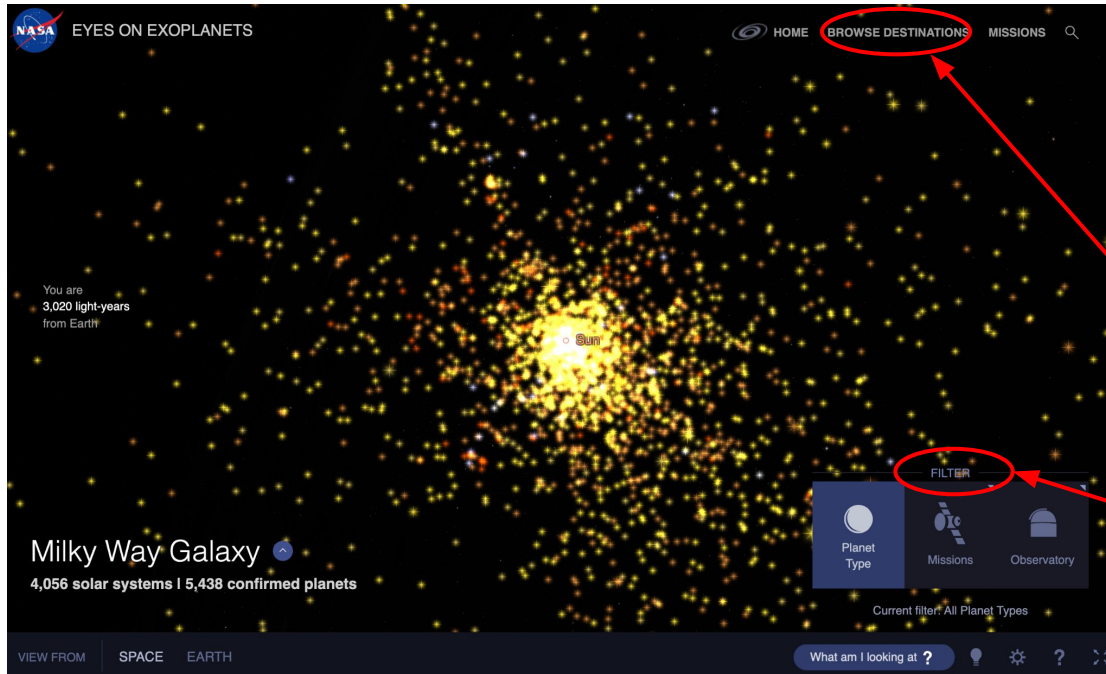 NASA
EYES ON EXOPLANETS
HOME
BROWSE DESTINATIONS
MISSIONS
You are
3,020 light-years
from Earth
Sun
FILTER
Planet
Type
Missions
Observatory
Milky Way Galaxy
4,056 solar systems | 5,438 confirmed planets
Current filter: All Planet Types
VIEW FROM
SPACE
EARTH
What am I looking at ?
?